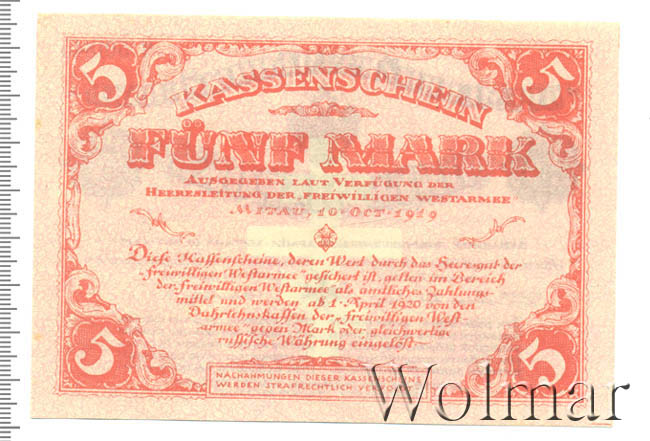 5 5
KASSENSCHEIN
FÜNF MARK
AUSGEGEBEN LAUT VERFÜGUNG DER
HEERESLEITUNG DER „FREIWILLIGEN WESTARMEE"
MITAU, 10·OCT·1919
Diese Kassenscheine, deren Wert durch das Heeresgut der
„freiwilligen Westarmee" gesichert ist, gelten im Bereich
der „freiwilligen Westarmee" als amtliches Zahlungs-
mittel und werden ab 1·April 1920 von den
Darlehnskassen der „freiwilligen West
armee" gegen Mark oder gleichwertige
russische Währung eingelöst·
5 5
NACHAHMUNGEN DIESER KASSENSCHEINE
WERDEN STRAFRECHTLICH VERFOLGT
Wolmar